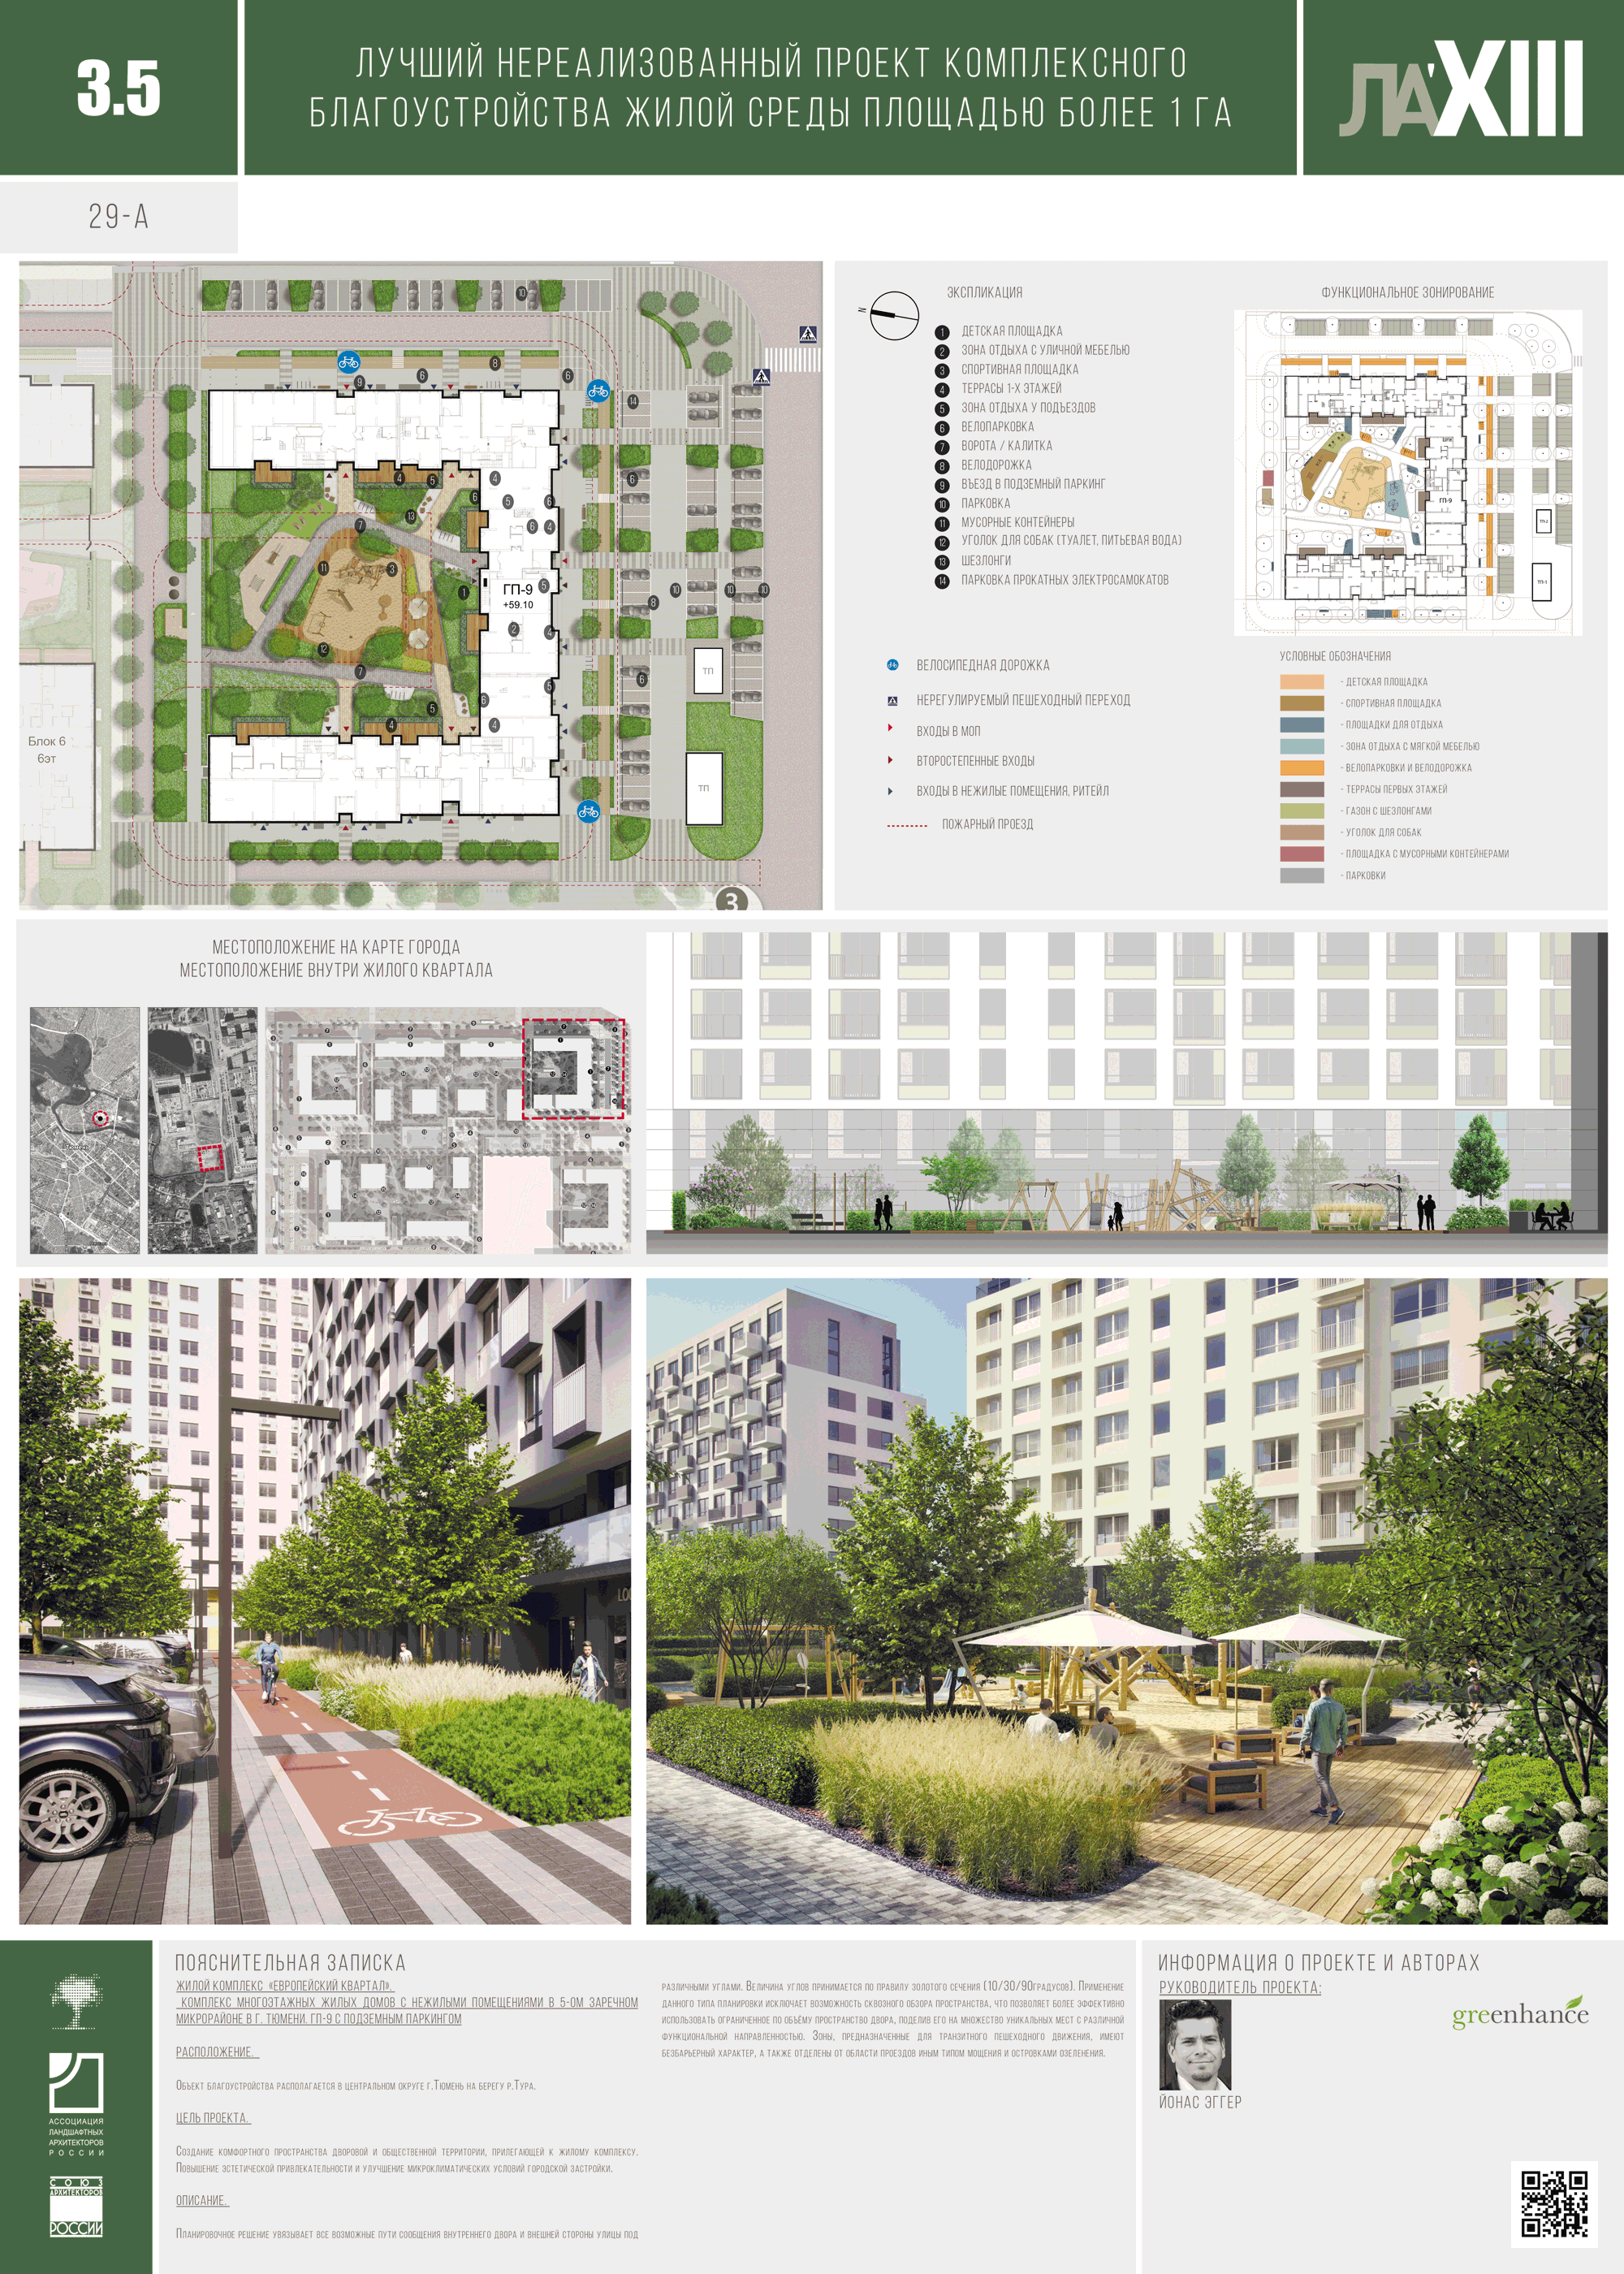 3.5
ЛУЧШИЙ НЕРЕАЛИЗОВАННЫЙ ПРОЕКТ КОМПЛЕКСНОГО
БЛАГОУСТРОЙСТВА ЖИЛОЙ СРЕДЫ ПЛОЩАДЬЮ БОЛЕЕ 1 ГА
ЛА'XIII
29-А
Блок 6
6эт
ГП-9
+59.10
ТП
ТП
3
N
ЭКСПЛИКАЦИЯ
1 ДЕТСКАЯ ПЛОЩАДКА
2 ЗОНА ОТДЫХА С УЛИЧНОЙ МЕБЕЛЬЮ
3 СПОРТИВНАЯ ПЛОЩАДКА
4 ТЕРРАСЫ 1-Х ЭТАЖЕЙ
5 ЗОНА ОТДЫХА У ПОДЪЕЗДОВ
6 ВЕЛОПАРКОВКА
7 ВОРОТА / КАЛИТКА
8 ВЕЛОДОРОЖКА
9 ВЪЕЗД В ПОДЗЕМНЫЙ ПАРКИНГ
10 ПАРКОВКА
11 МУСОРНЫЕ КОНТЕЙНЕРЫ
12 УГОЛОК ДЛЯ СОБАК (ТУАЛЕТ, ПИТЬЕВАЯ ВОДА)
13 ШЕЗЛОНГИ
14 ПАРКОВКА ПРОКАТНЫХ ЭЛЕКТРОСАМОКАТОВ
ВЕЛОСИПЕДНАЯ ДОРОЖКА
НЕРЕГУЛИРУЕМЫЙ ПЕШЕХОДНЫЙ ПЕРЕХОД
ВХОДЫ В МОП
ВТОРОСТЕПЕННЫЕ ВХОДЫ
ВХОДЫ В НЕЖИЛЫЕ ПОМЕЩЕНИЯ, РИТЕЙЛ
ПОЖАРНЫЙ ПРОЕЗД
ФУНКЦИОНАЛЬНОЕ ЗОНИРОВАНИЕ
ГП-9
УСЛОВНЫЕ ОБОЗНАЧЕНИЯ
- ДЕТСКАЯ ПЛОЩАДКА
- СПОРТИВНАЯ ПЛОЩАДКА
- ПЛОЩАДКИ ДЛЯ ОТДЫХА
- ЗОНА ОТДЫХА С МЯГКОЙ МЕБЕЛЬЮ
- ВЕЛОПАРКОВКИ И ВЕЛОДОРОЖКА
- ТЕРРАСЫ ПЕРВЫХ ЭТАЖЕЙ
- ГАЗОН С ШЕЗЛОНГАМИ
- УГОЛОК ДЛЯ СОБАК
- ПЛОЩАДКА С МУСОРНЫМИ КОНТЕЙНЕРАМИ
- ПАРКОВКИ
МЕСТОПОЛОЖЕНИЕ НА КАРТЕ ГОРОДА
МЕСТОПОЛОЖЕНИЕ ВНУТРИ ЖИЛОГО КВАРТАЛА
ПОЯСНИТЕЛЬНАЯ ЗАПИСКА
ЖИЛОЙ КОМПЛЕКС «ЕВРОПЕЙСКИЙ КВАРТАЛ».
КОМПЛЕКС МНОГОЭТАЖНЫХ ЖИЛЫХ ДОМОВ С НЕЖИЛЫМИ ПОМЕЩЕНИЯМИ В 5-ОМ ЗАРЕЧНОМ
МИКРОРАЙОНЕ В Г. ТЮМЕНИ. ГП-9 С ПОДЗЕМНЫМ ПАРКИНГОМ
РАСПОЛОЖЕНИЕ.
Объект благоустройства располагается в центральном округе г.Тюмень на берегу р.Тура.
ЦЕЛЬ ПРОЕКТА.
Создание комфортного пространства дворовой и общественной территории, прилегающей к жилому комплексу.
Повышение эстетической привлекательности и улучшение микроклиматических условий городской застройки.
ОПИСАНИЕ.
Планировочное решение увязывает все возможные пути сообщения внутреннего двора и внешней стороны улицы под
различными углами. Величина углов принимается по правилу золотого сечения (10/30/90градусов). Применение
данного типа планировки исключает возможность сквозного обзора пространства, что позволяет более эффективно
использовать ограниченное по объёму пространство двора, поделив его на множество уникальных мест с различной
функциональной направленностью. Зоны, предназначенные для транзитного пешеходного движения, имеют
безбарьерный характер, а также отделены от области проездов иным типом мощения и островками озеленения.
ИНФОРМАЦИЯ О ПРОЕКТЕ И АВТОРАХ
РУКОВОДИТЕЛЬ ПРОЕКТА:
ЙОНАС ЭГГЕР
greenhance
АССОЦИАЦИЯ
ЛАНДШАФТНЫХ
АРХИТЕКТОРОВ
РОССИИ
СОЮЗ
АРХИТЕКТОРОВ
РОССИИ